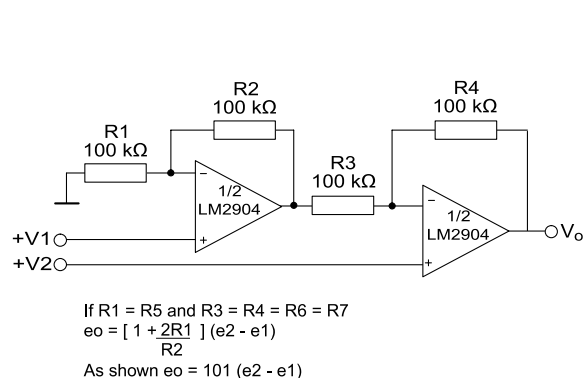 R2
100 kΩ
R4
100 kΩ
R1
100 kΩ
R3
100 kΩ
1/2
LM2904
1/2
LM2904
+V1
+V2
Vo
If R1 = R5 and R3 = R4 = R6 = R7
eo = [ 1 + 2R1 ] (e2 - e1)
R2
As shown eo = 101 (e2 - e1)